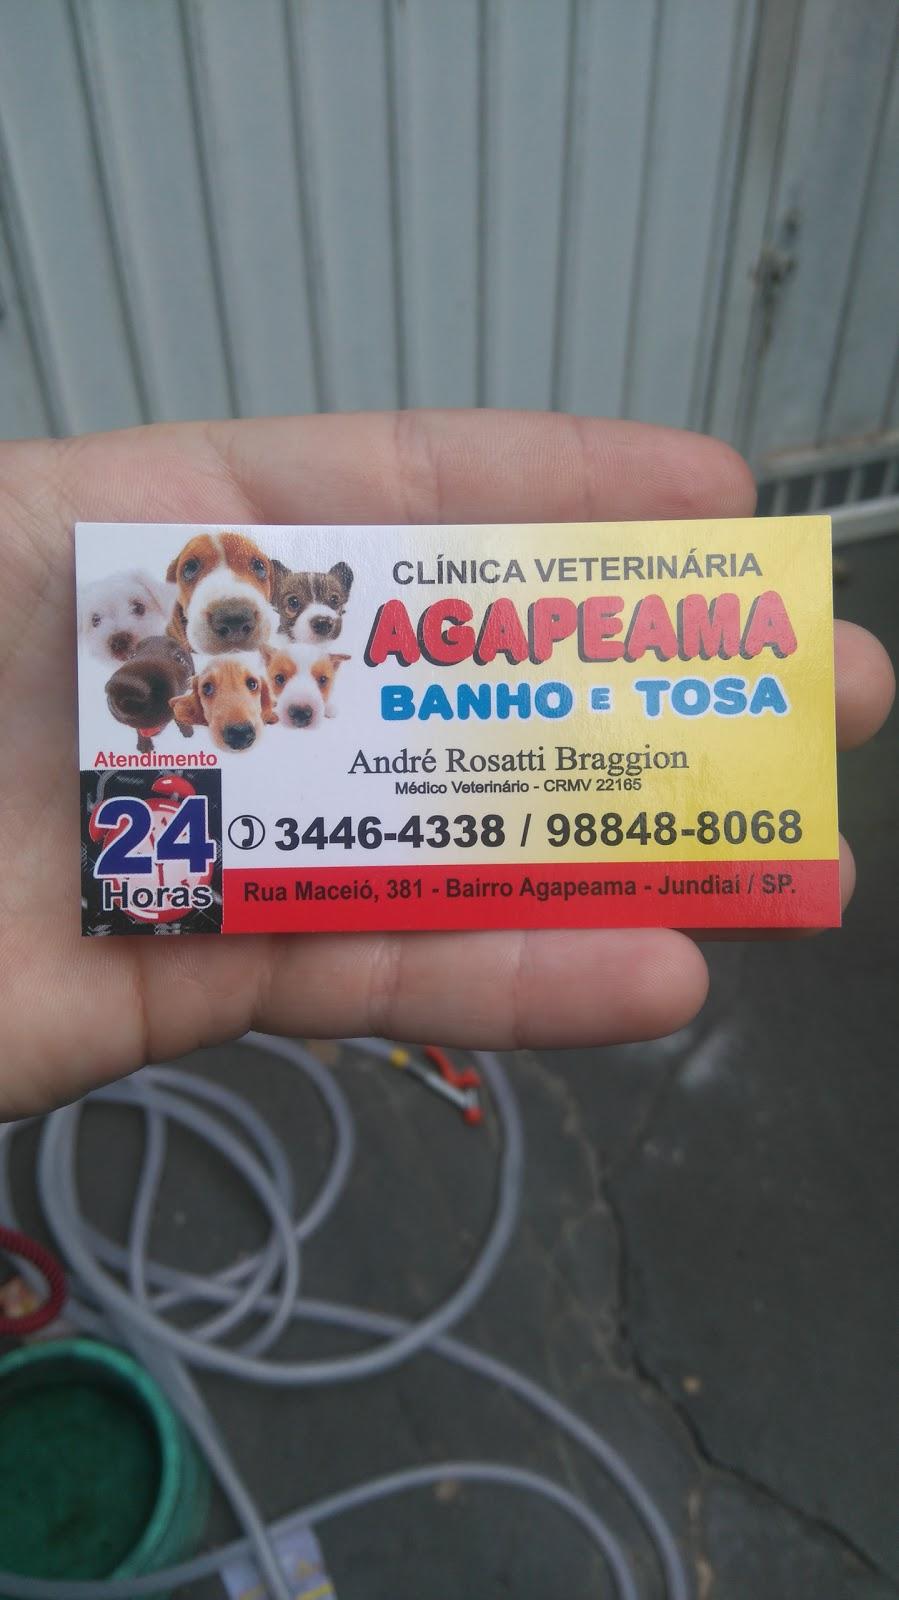 CLÍNICA VETERINÁRIA
AGAPEAMA
BANHO E TOSA
André Rosatti Braggion
Médico Veterinário - CRMV 22165
3446-4338 / 98848-8068
Atendimento
24
Horas
Rua Maceió, 381 - Bairro Agapeama - Jundiaí / SP.